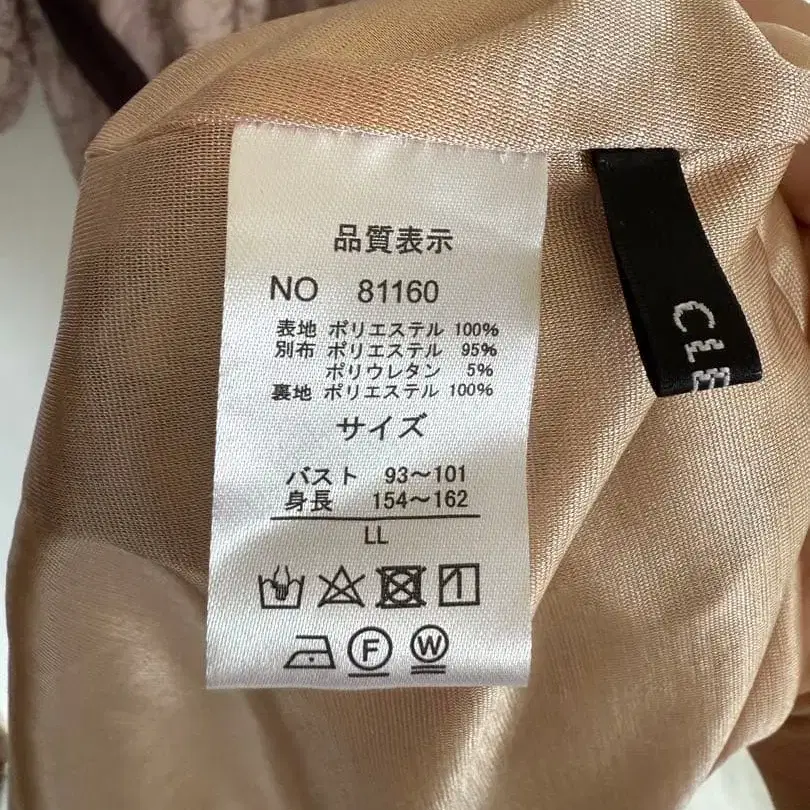 品質表示
NO 81160
表地 ポリエステル 100%
別布 ポリエステル 95%
ポリウレタン 5%
裏地 ポリエステル 100%
サイズ
バスト 93～101
身長 154～162
LL
F W